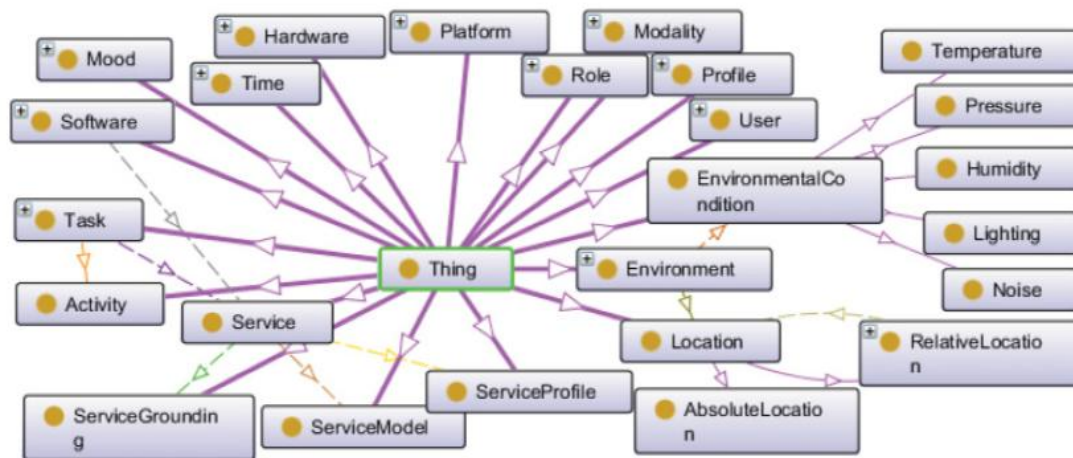 Hardware
Platform
Modality
Mood
Temperature
Time
Role
Profile
Pressure
Software
User
EnvironmentalCo
ndition
Humidity
Task
Lighting
Thing
Environment
Activity
Noise
Service
Location
RelativeLocatio
n
ServiceProfile
ServiceGroundin
g
ServiceModel
AbsoluteLocatio
n